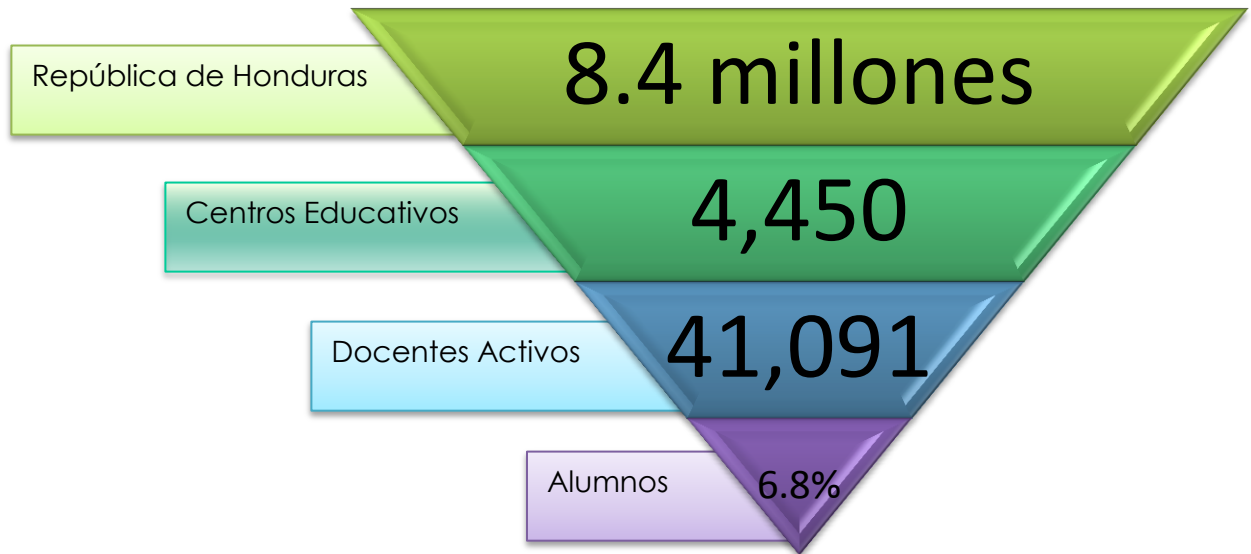 República de Honduras
8.4 millones
Centros Educativos
4,450
Docentes Activos
41,091
Alumnos
6.8%